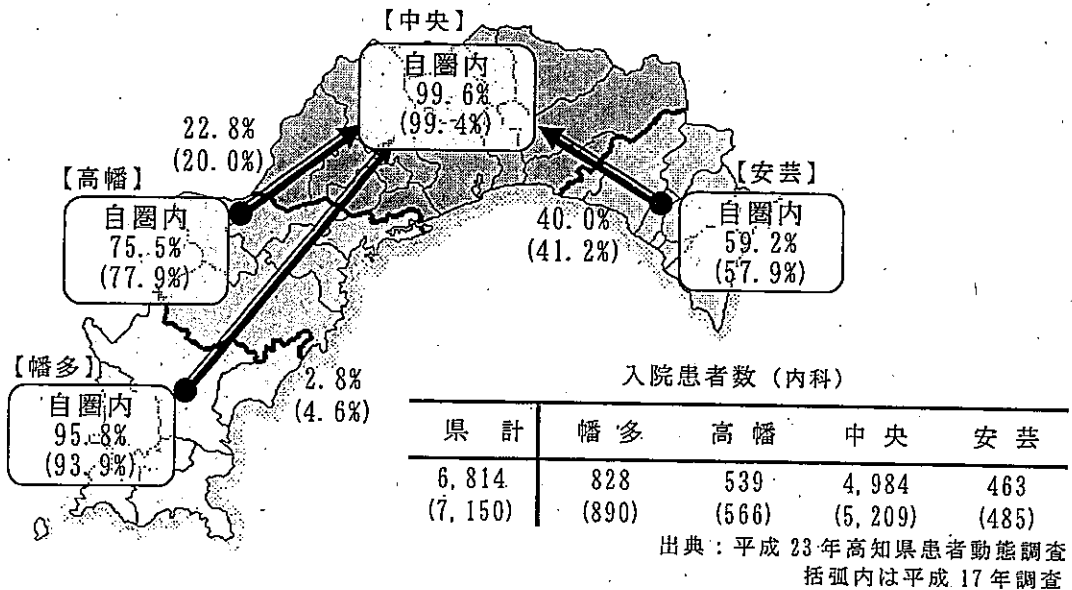 【中央】
自圏内
99.6%
(99.4%)
22.8%
(20.0%)
【高幡】
自圏内
75.5%
(77.9%)
【安芸】
自圏内
59.2%
(57.9%)
40.0%
(41.2%)
【幡多】
自圏内
95.8%
(93.9%)
2.8%
(4.6%)
入院患者数（内科）
県計 幡多 高幡 中央 安芸
6,814 828 539 4,984 463
(7,150) (890) (566) (5,209) (485)
出典：平成23年高知県患者動態調査
括弧内は平成17年調査